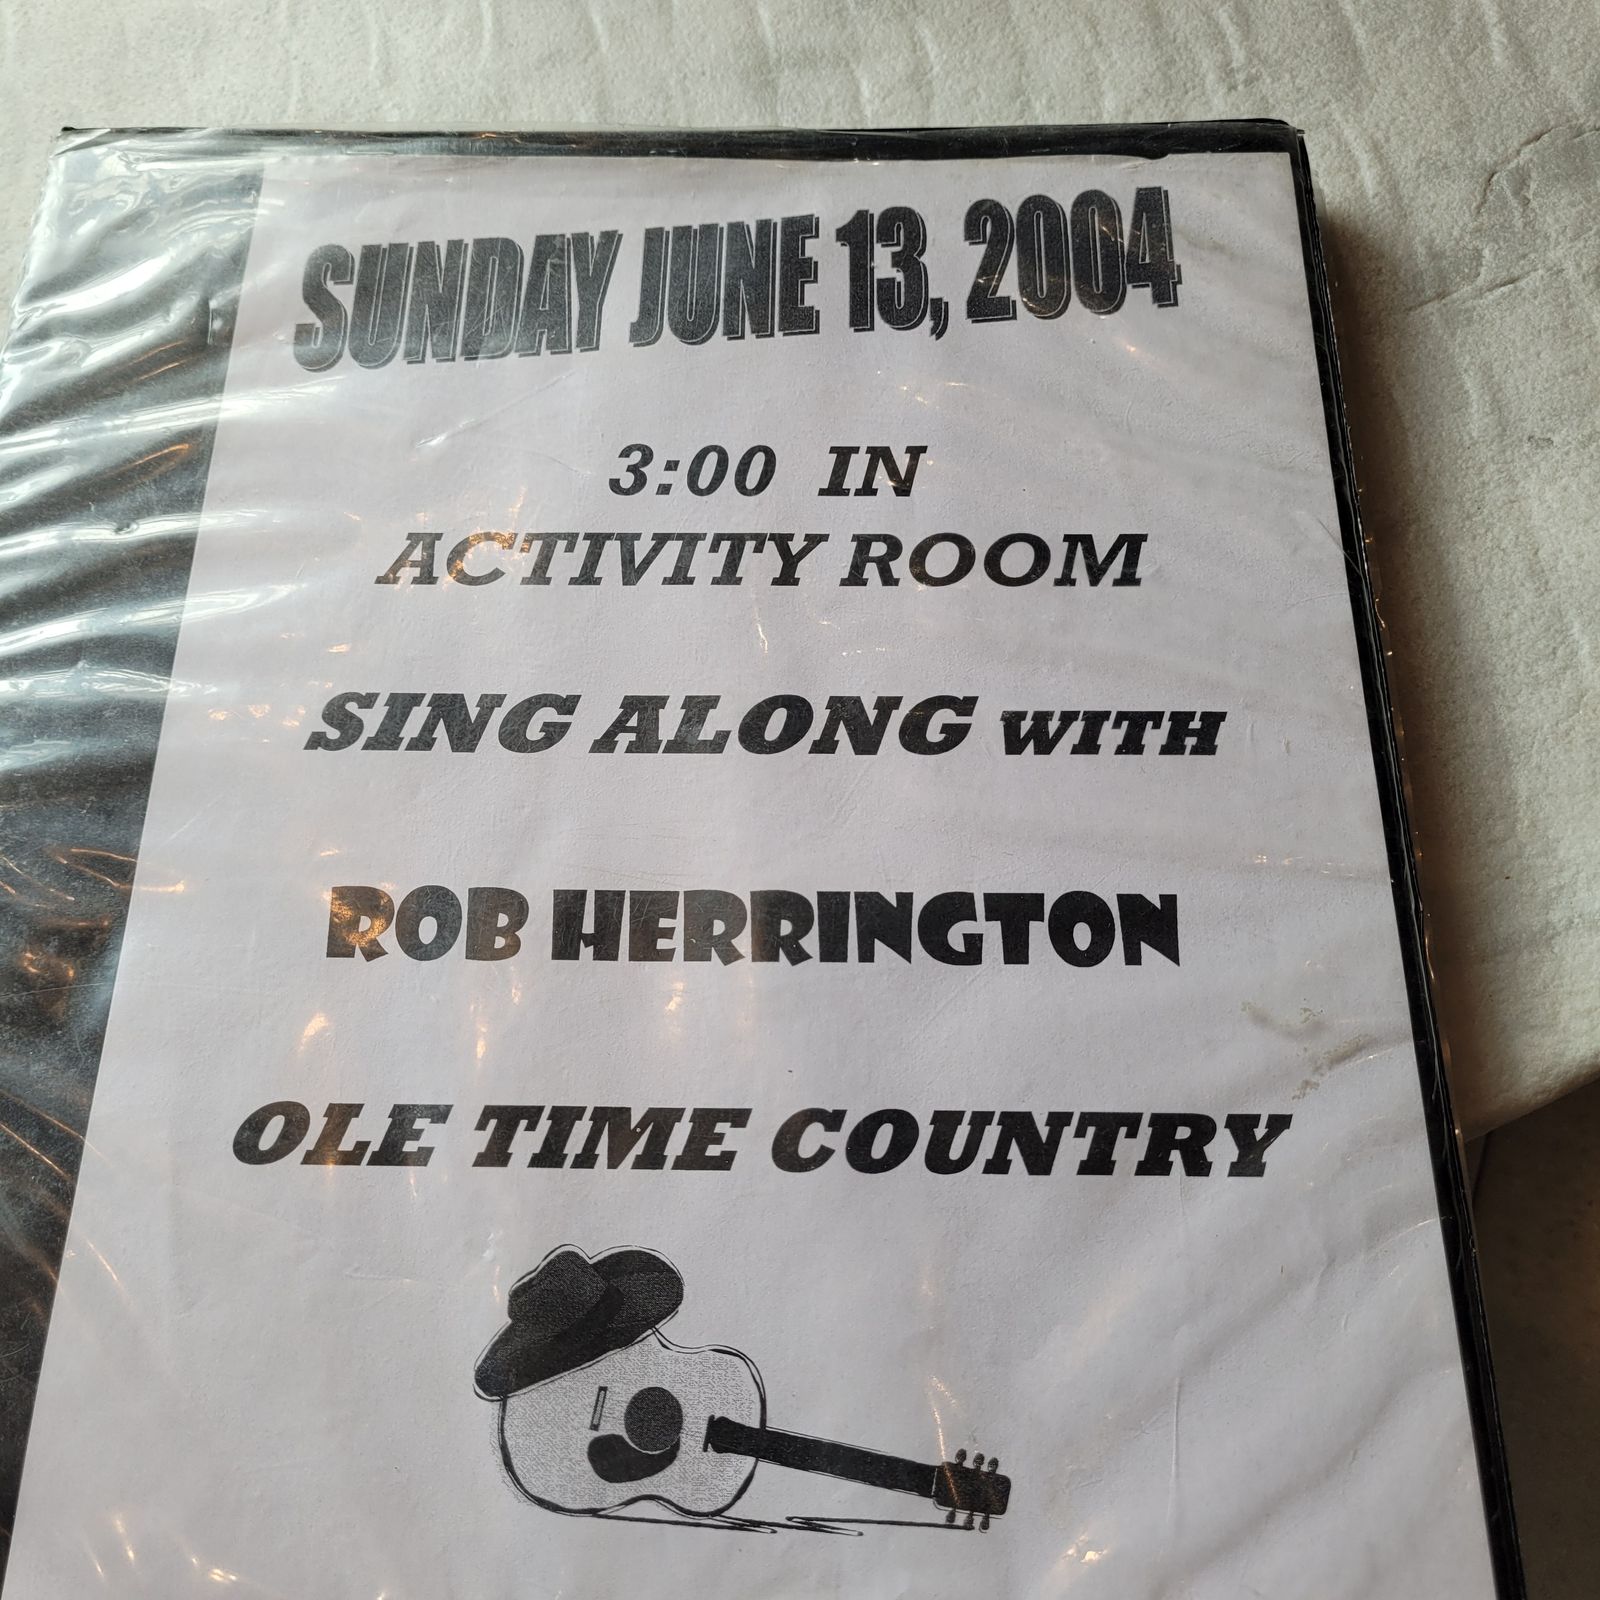 SUNDAY JUNE 13, 2004
3:00 IN
ACTIVITY ROOM
SING ALONG WITH
ROB HERRINGTON
OLE TIME COUNTRY